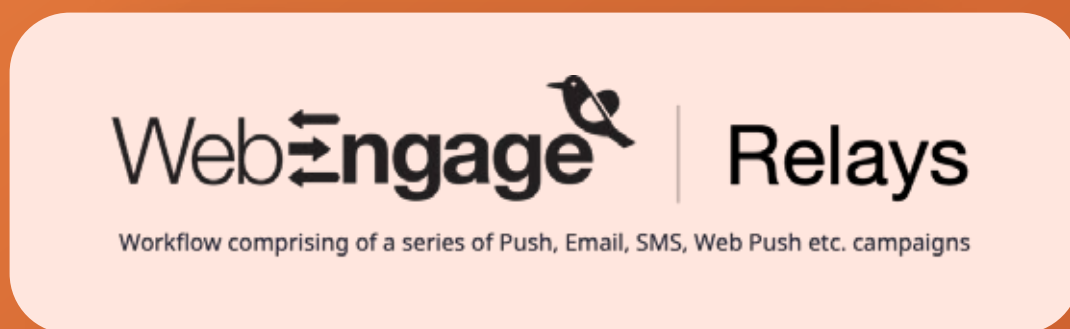 WebEngage | Relays
Workflow comprising of a series of Push, Email, SMS, Web Push etc. campaigns